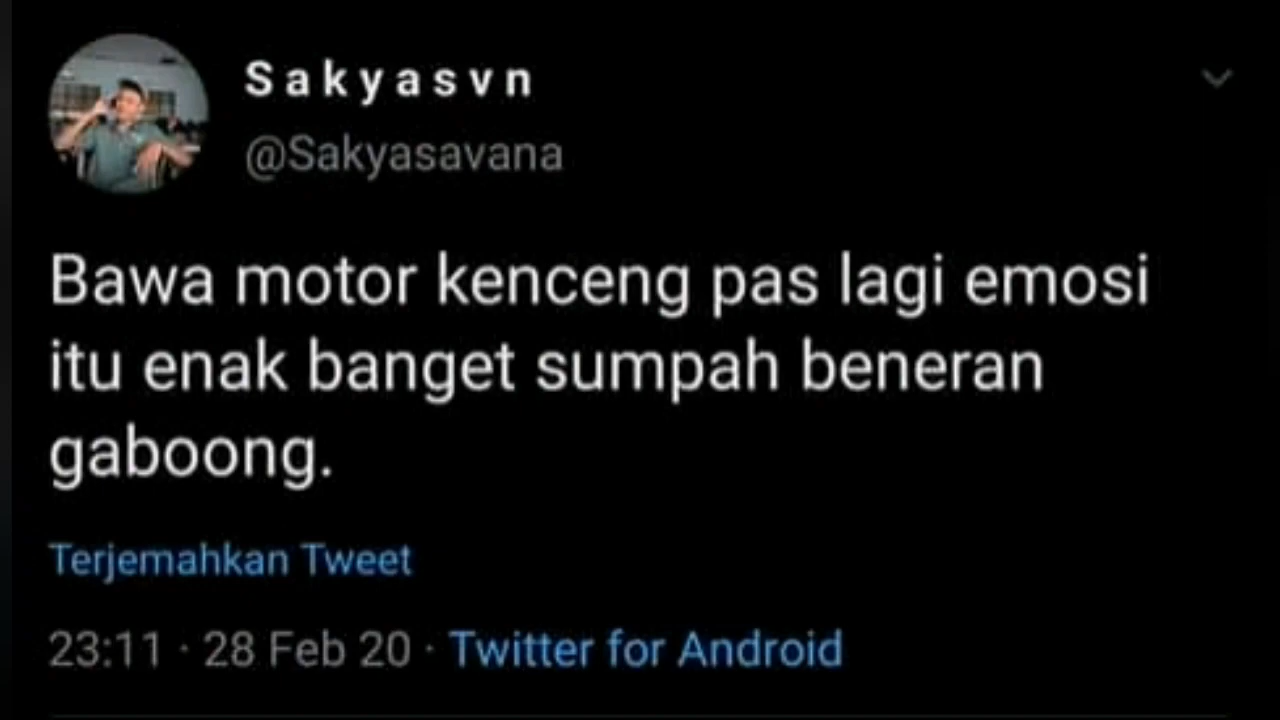 Sakyasvn
@Sakyasavana
Bawa motor kenceng pas lagi emosi
itu enak banget sumpah beneran
gaboong.
Terjemahkan Tweet
23:11 · 28 Feb 20 · Twitter for Android